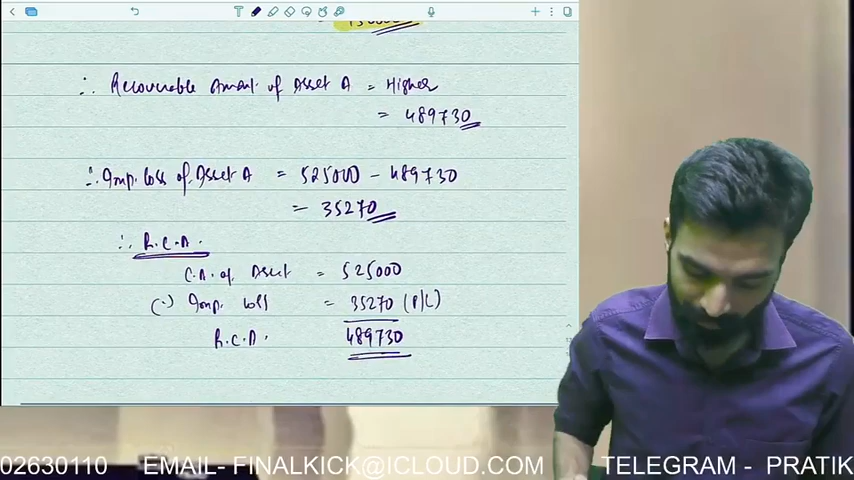 ∴ Recoverable Amount of Asset A = Higher
= 489730
∴ Imp. loss of Asset A = 525000 - 489730
= 35270
∴ R.C.A.
C.A. of Asset = 525000
(-) Imp. loss = 35270 (P/L)
R.C.A. 489730
02630110 EMAIL- FINALKICK@ICLOUD.COM TELEGRAM - PRATIK